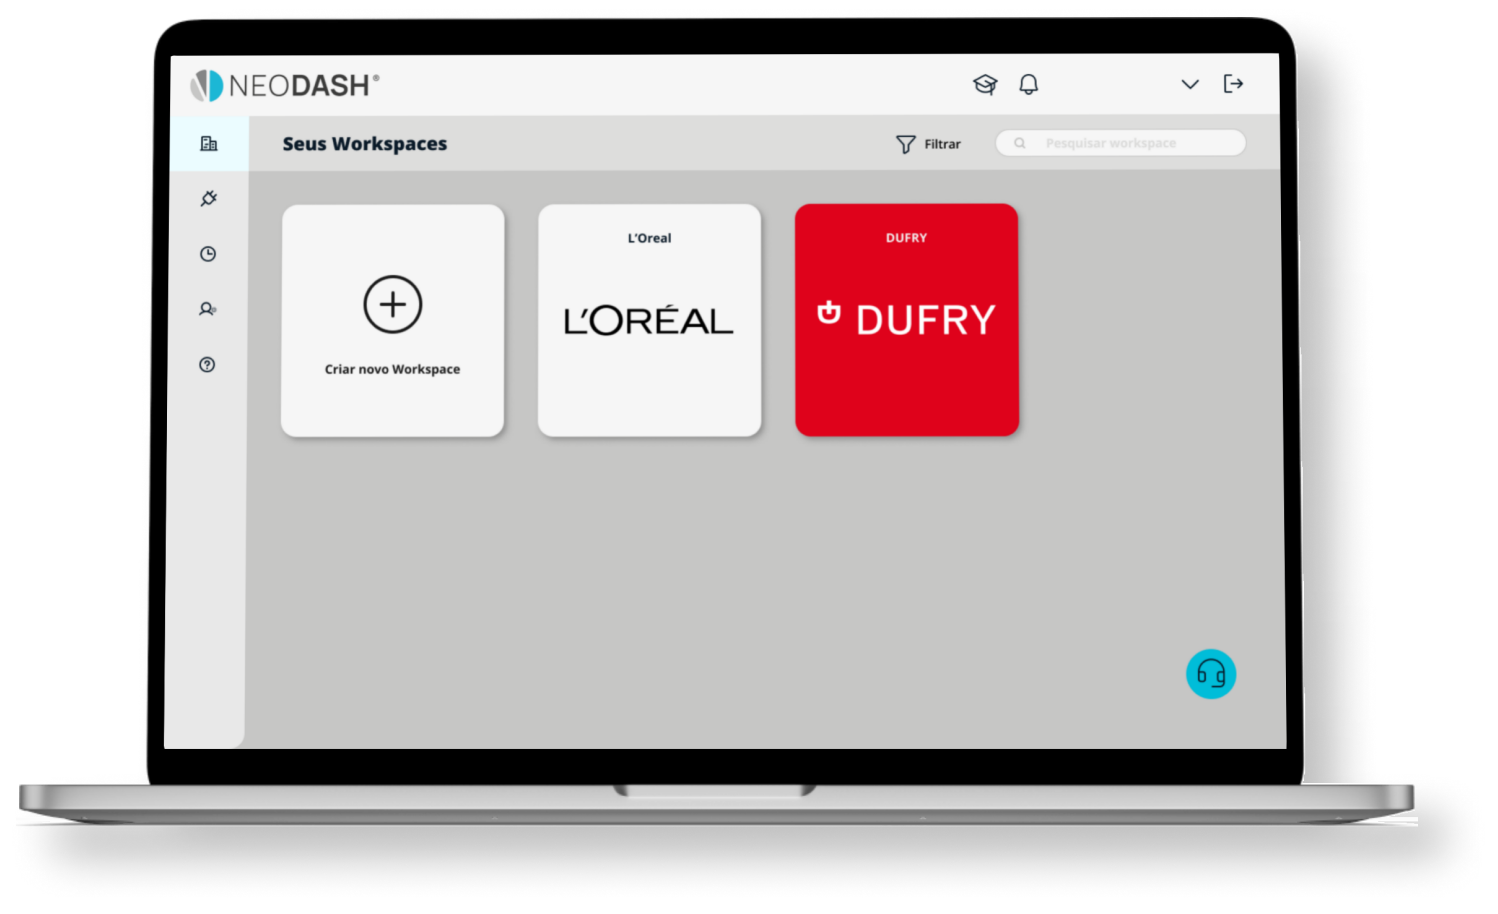 NEODASH®
Seus Workspaces
Filtrar
Pesquisar workspace
Criar novo Workspace
L'Oreal
L'ORÉAL
DUFRY
DUFRY